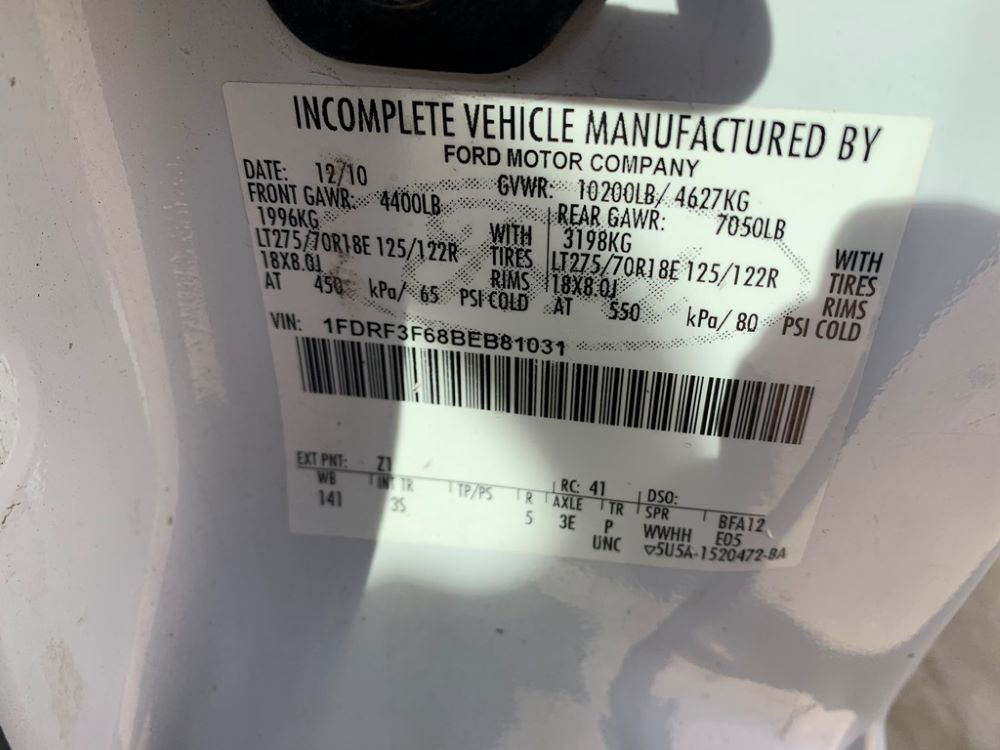 INCOMPLETE VEHICLE MANUFACTURED BY
FORD MOTOR COMPANY
DATE: 12/10 GVWR: 10200LB/ 4627KG
FRONT GAWR: 4400LB REAR GAWR: 7050LB
1996KG WITH 3198KG WITH
LT275/70R18E 125/122R TIRES LT275/70R18E 125/122R TIRES
18X8.0J RIMS 18X8.0J RIMS
AT 450 kPa/ 65 PSI COLD AT 550 kPa/ 80 PSI COLD
VIN: 1FDRF3F68BEB81031
EXT PNT: Z1 RC: 41 DSO:
WB INT TR TP/PS R AXLE TR SPR BFA12
141 3S 5 3E P WWHH E05
UNC ▽5U5A-1520472-BA